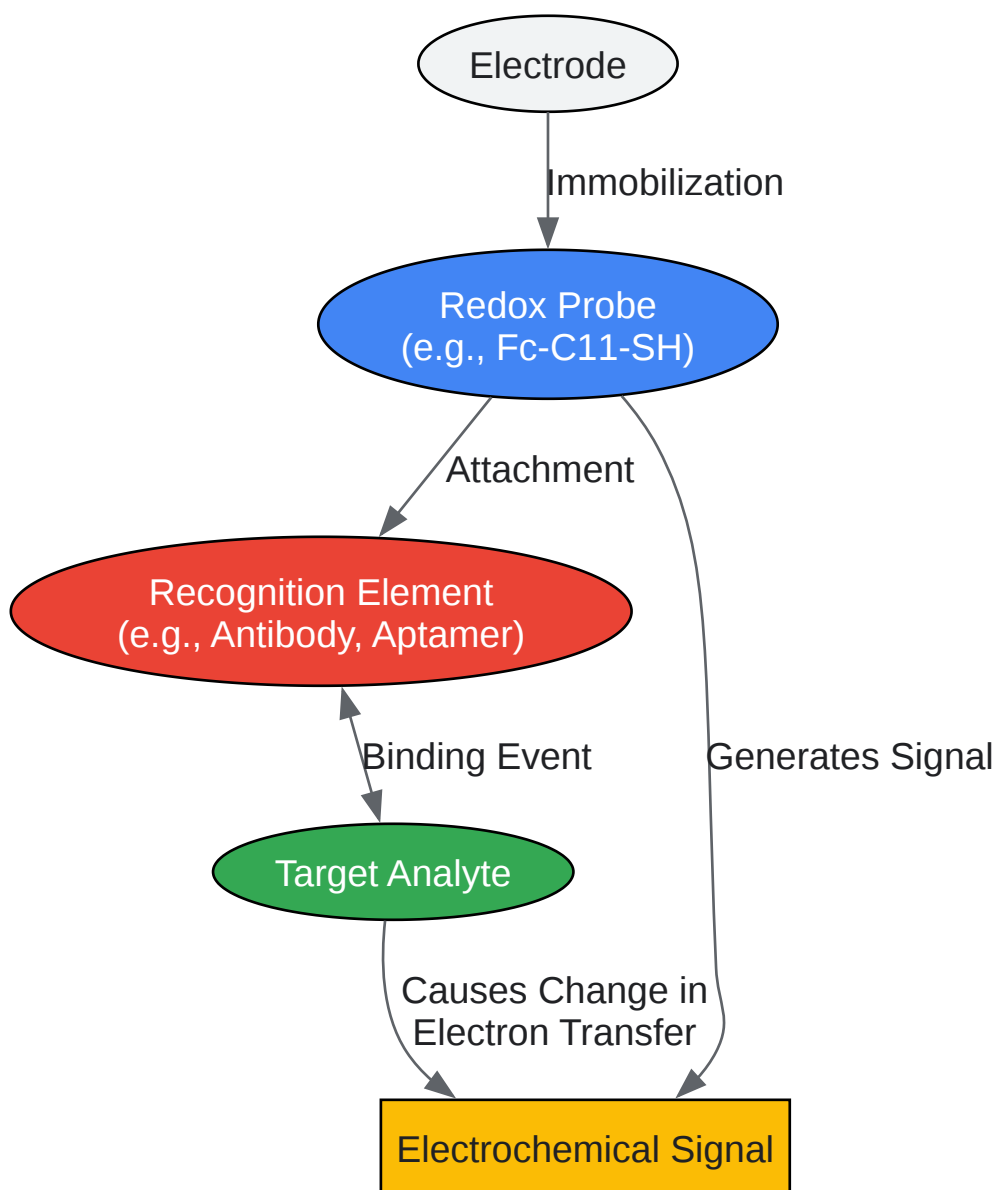 Electrode
Immobilization
Redox Probe
(e.g., Fc-C11-SH)
Attachment
Recognition Element
(e.g., Antibody, Aptamer)
Binding Event
Generates Signal
Target Analyte
Causes Change in
Electron Transfer
Electrochemical Signal